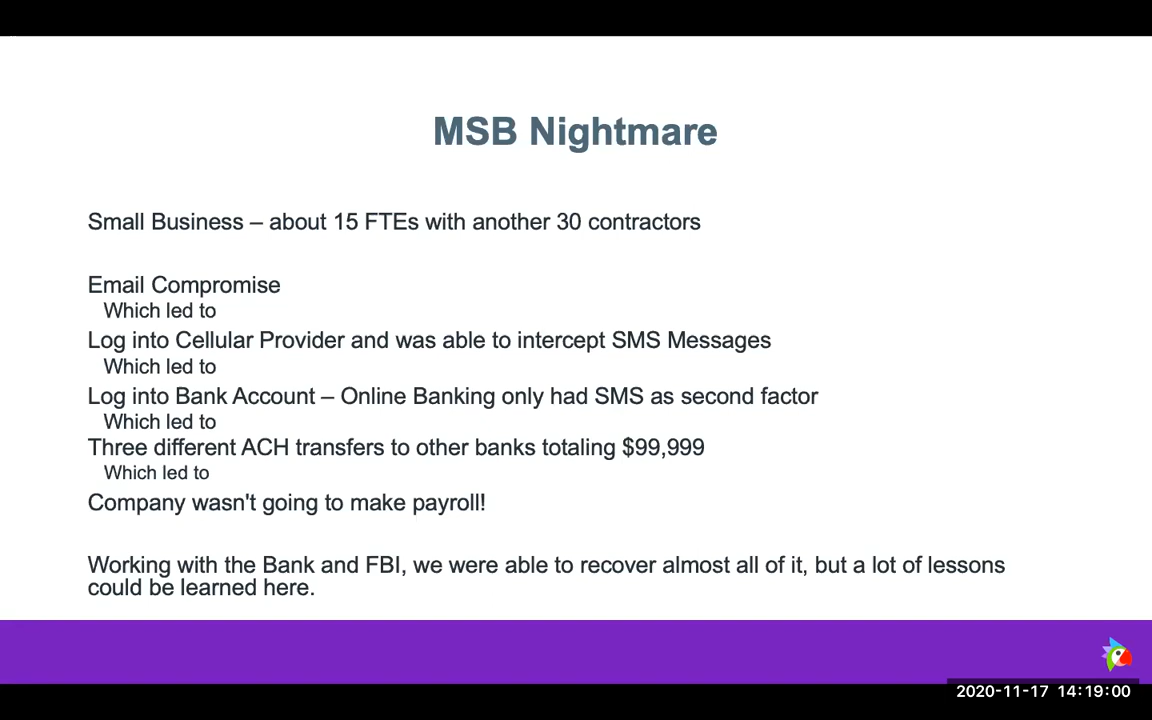 MSB Nightmare
Small Business – about 15 FTEs with another 30 contractors
Email Compromise
Which led to
Log into Cellular Provider and was able to intercept SMS Messages
Which led to
Log into Bank Account – Online Banking only had SMS as second factor
Which led to
Three different ACH transfers to other banks totaling $99,999
Which led to
Company wasn't going to make payroll!
Working with the Bank and FBI, we were able to recover almost all of it, but a lot of lessons
could be learned here.
2020-11-17 14:19:00